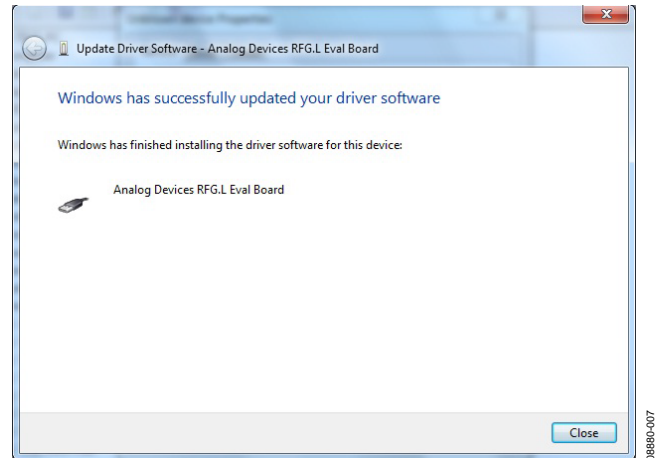 Update Driver Software - Analog Devices RFG.L Eval Board
Windows has successfully updated your driver software
Windows has finished installing the driver software for this device:
Analog Devices RFG.L Eval Board
Close
08880-007